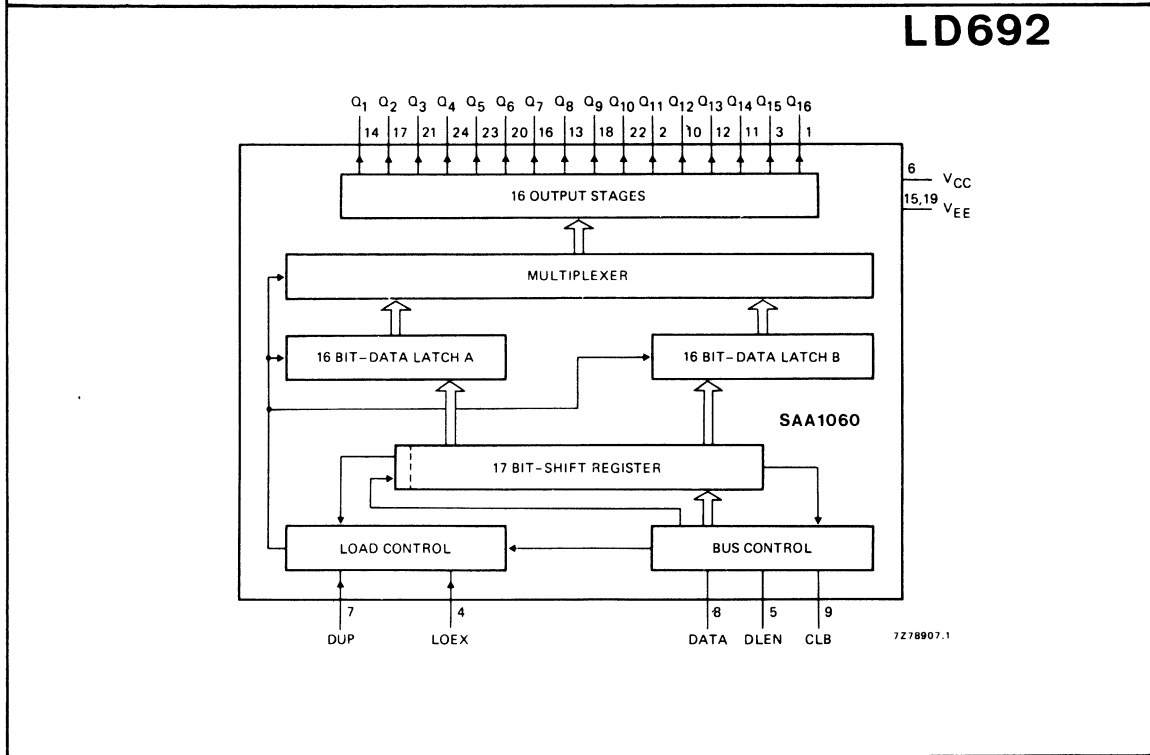 LD692
Q1 Q2 Q3 Q4 Q5 Q6 Q7 Q8 Q9 Q10 Q11 Q12 Q13 Q14 Q15 Q16
14 17 21 24 23 20 16 13 18 22 2 10 12 11 3 1
6 VCC
15,19 VEE
16 OUTPUT STAGES
MULTIPLEXER
16 BIT-DATA LATCH A 16 BIT-DATA LATCH B
SAA1060
17 BIT-SHIFT REGISTER
LOAD CONTROL BUS CONTROL
7 4 8 5 9
DUP LOEX DATA DLEN CLB
7Z78907.1